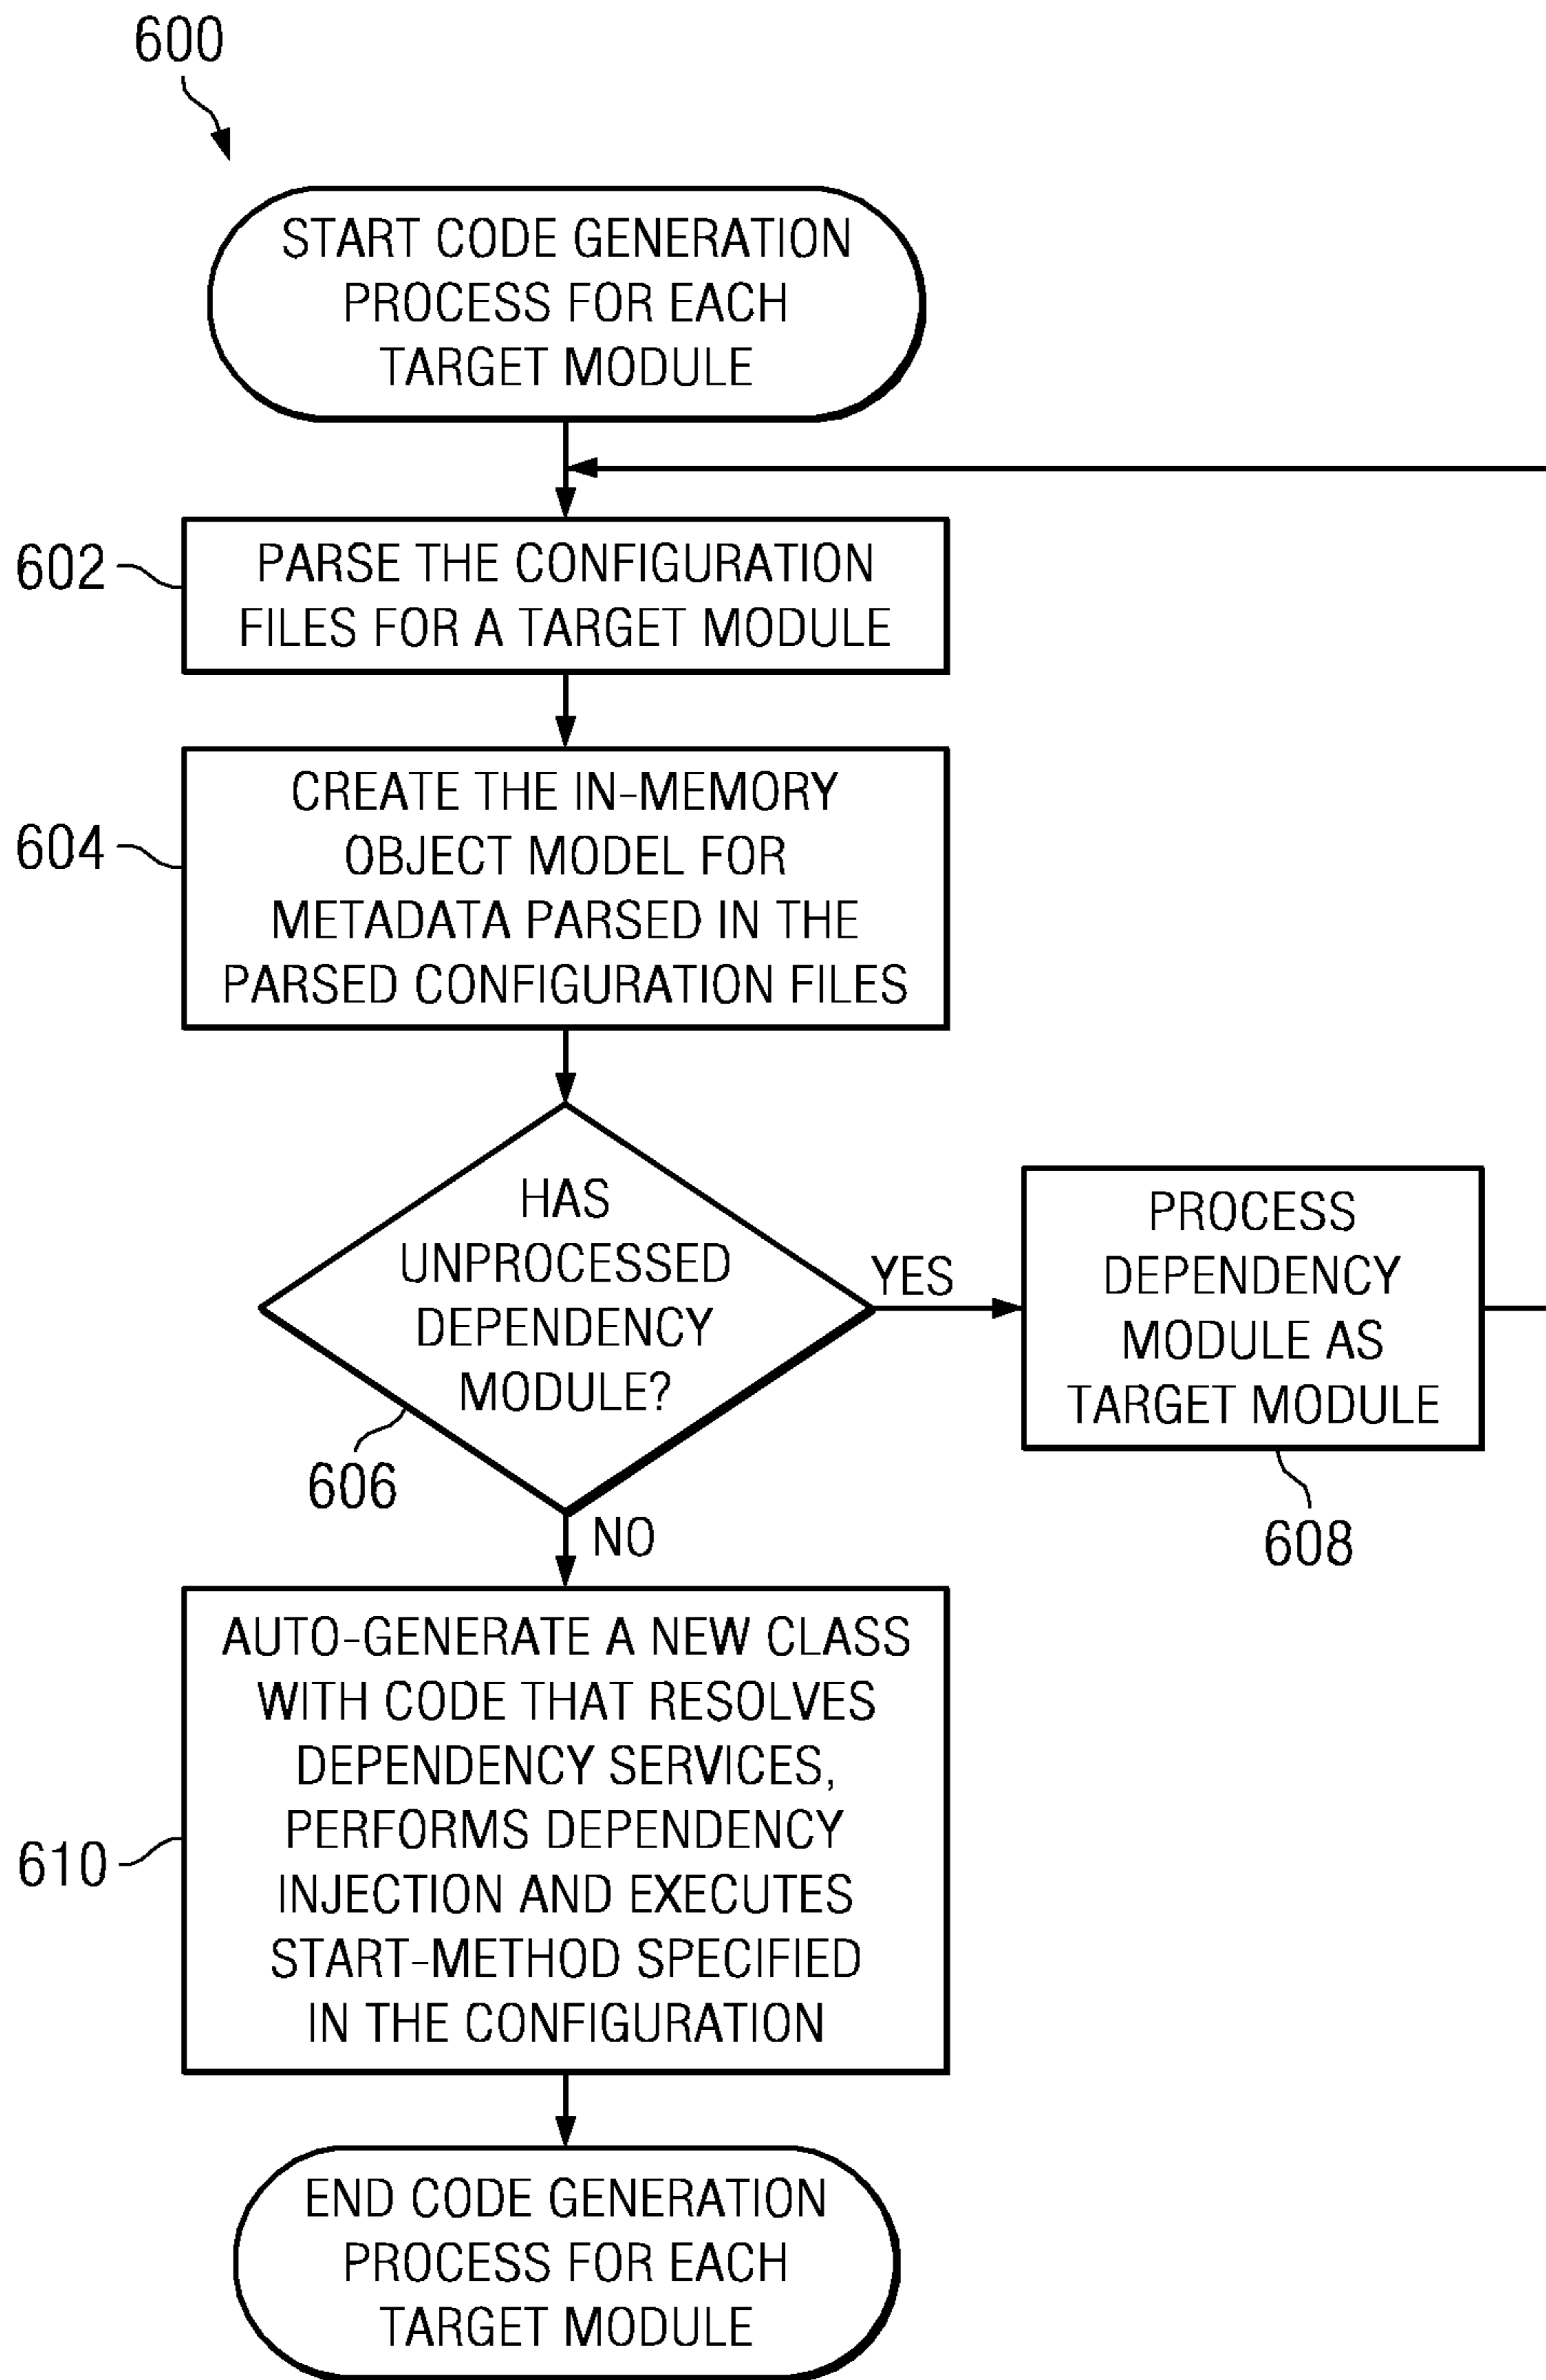 600
START CODE GENERATION
PROCESS FOR EACH
TARGET MODULE
602
PARSE THE CONFIGURATION
FILES FOR A TARGET MODULE
604
CREATE THE IN-MEMORY
OBJECT MODEL FOR
METADATA PARSED IN THE
PARSED CONFIGURATION FILES
HAS
UNPROCESSED
DEPENDENCY
MODULE?
606
YES
PROCESS
DEPENDENCY
MODULE AS
TARGET MODULE
608
NO
610
AUTO-GENERATE A NEW CLASS
WITH CODE THAT RESOLVES
DEPENDENCY SERVICES,
PERFORMS DEPENDENCY
INJECTION AND EXECUTES
START-METHOD SPECIFIED
IN THE CONFIGURATION
END CODE GENERATION
PROCESS FOR EACH
TARGET MODULE